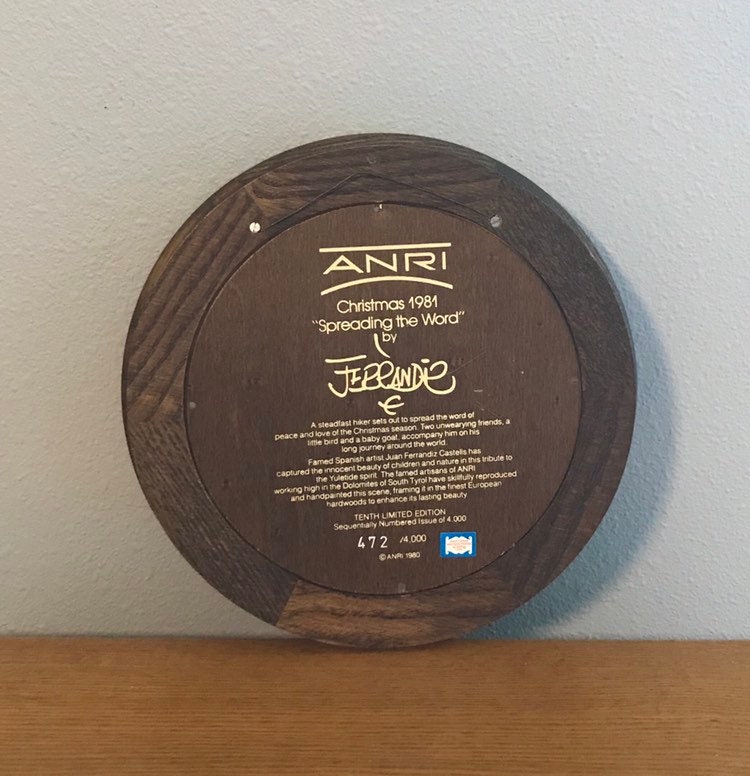 ANRI
Christmas 1981
"Spreading the Word"
by
Ferrandiz
A steadfast hiker sets out to spread the word of
peace and love of the Christmas season. Two unwearying friends, a
little bird and a baby goat, accompany him on his
long journey around the world.
Famed Spanish artist Juan Ferrandiz Castells has
captured the innocent beauty of children and nature in this tribute to
the Yuletide spirit. The famed artisans of ANRI
working high in the Dolomites of South Tyrol have skillfully reproduced
and handpainted this scene, framing it in the finest European
hardwoods to enhance its lasting beauty
TENTH LIMITED EDITION
Sequentially Numbered Issue of 4.000
472 /4.000
© ANRI 1980